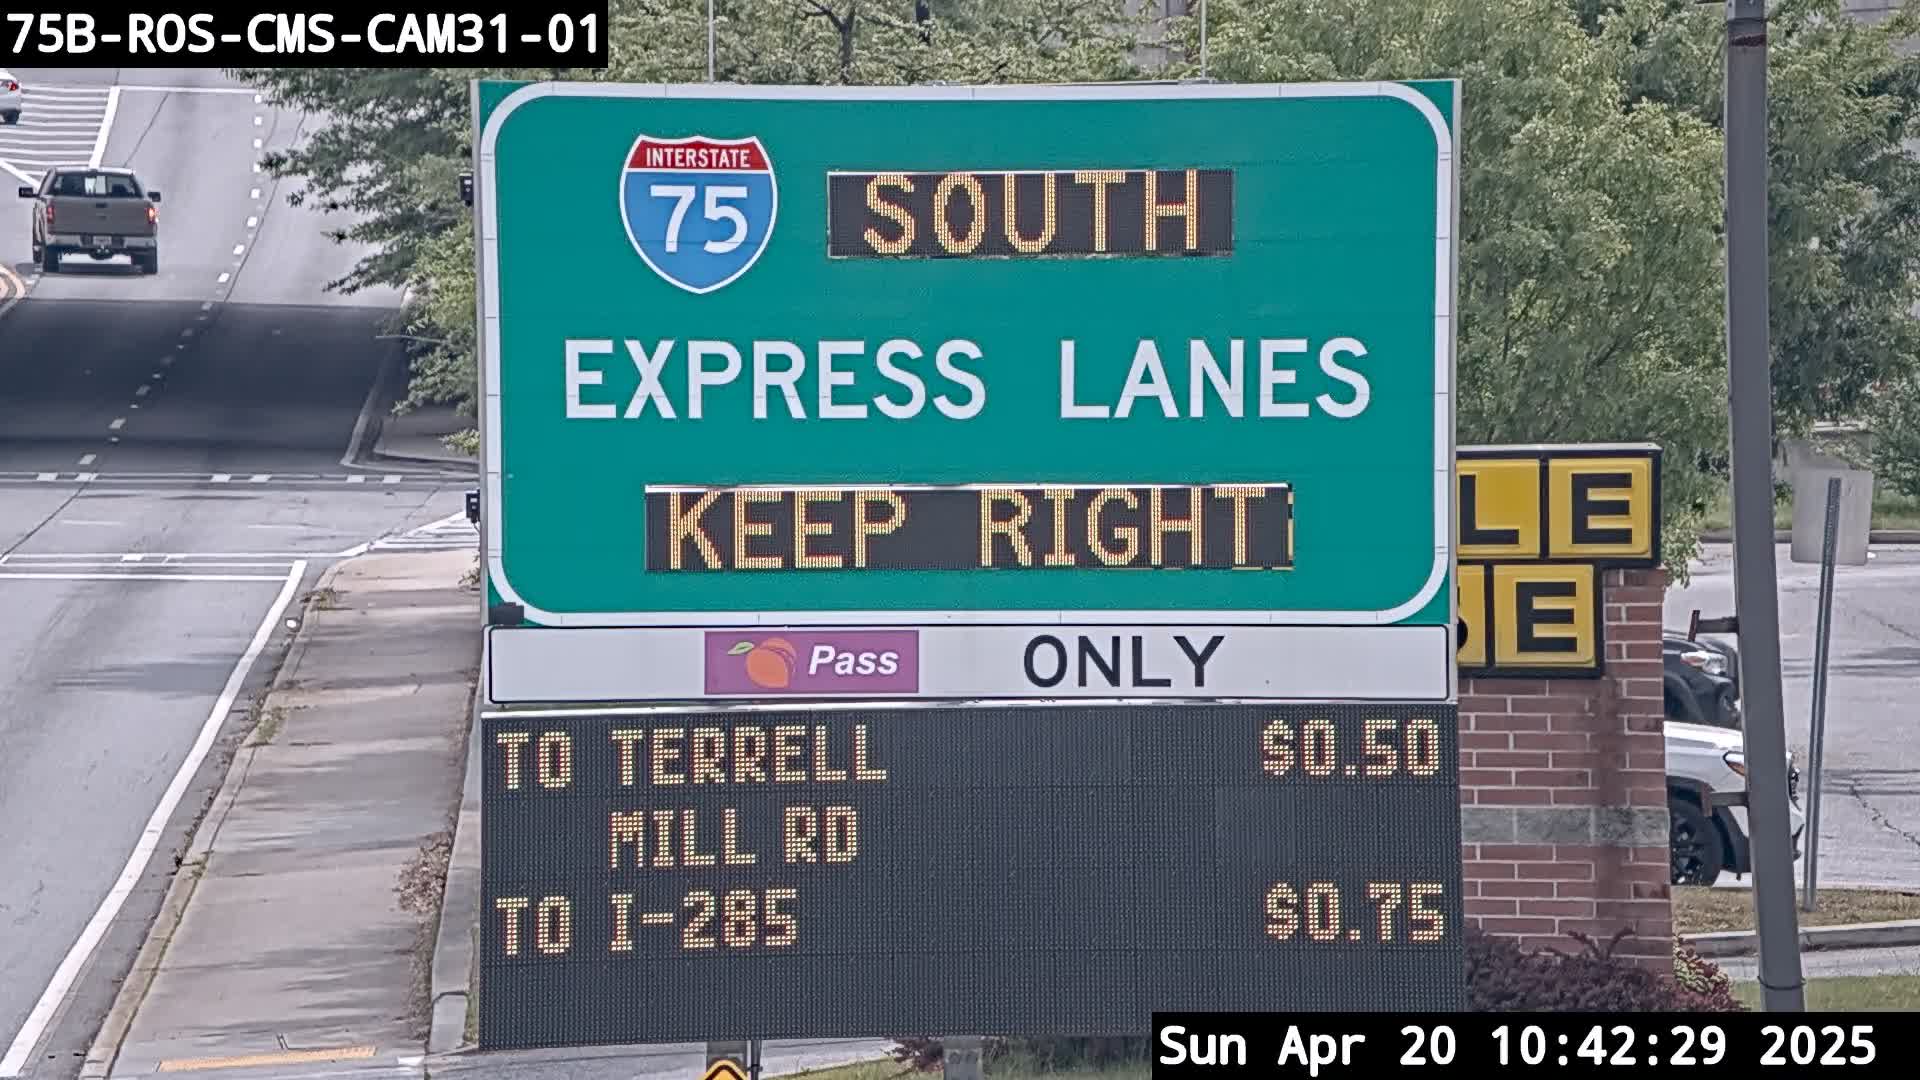 75B-ROS-CMS-CAM31-01
INTERSTATE
75
SOUTH
EXPRESS LANES
KEEP RIGHT
Pass ONLY
TO TERRELL $0.50
MILL RD
TO I-285 $0.75
LE
E
Sun Apr 20 10:42:29 2025